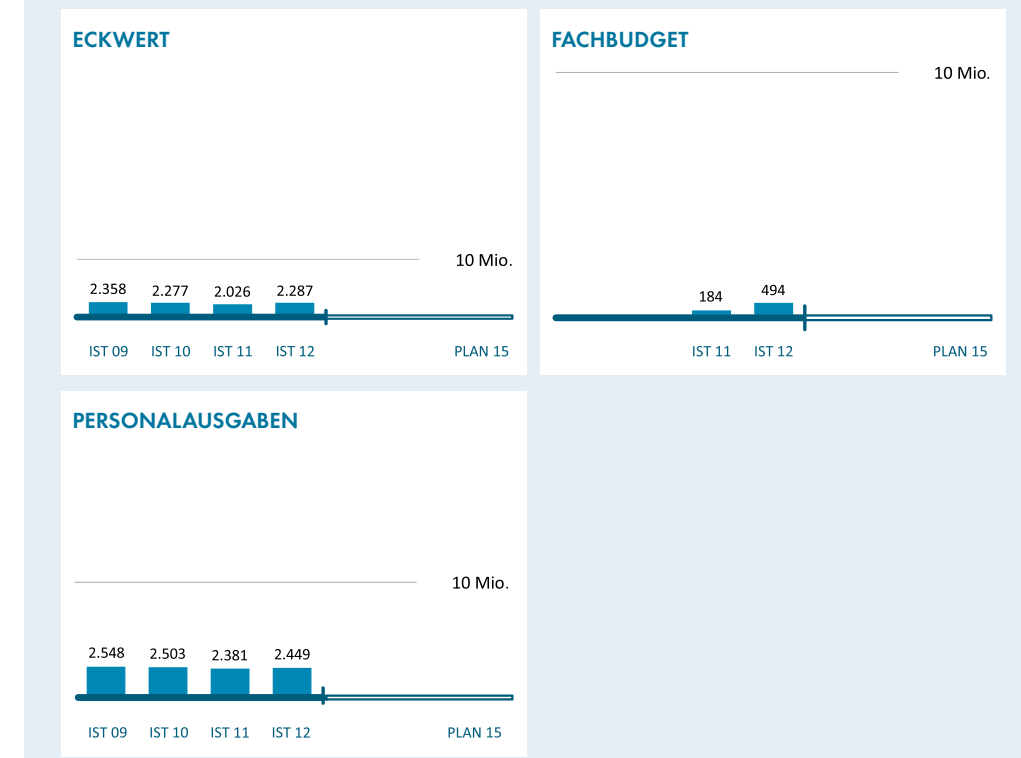 ECKWERT
10 Mio.
2.358 2.277 2.026 2.287
IST 09 IST 10 IST 11 IST 12 PLAN 15
FACHBUDGET
10 Mio.
184 494
IST 11 IST 12 PLAN 15
PERSONALAUSGABEN
10 Mio.
2.548 2.503 2.381 2.449
IST 09 IST 10 IST 11 IST 12 PLAN 15